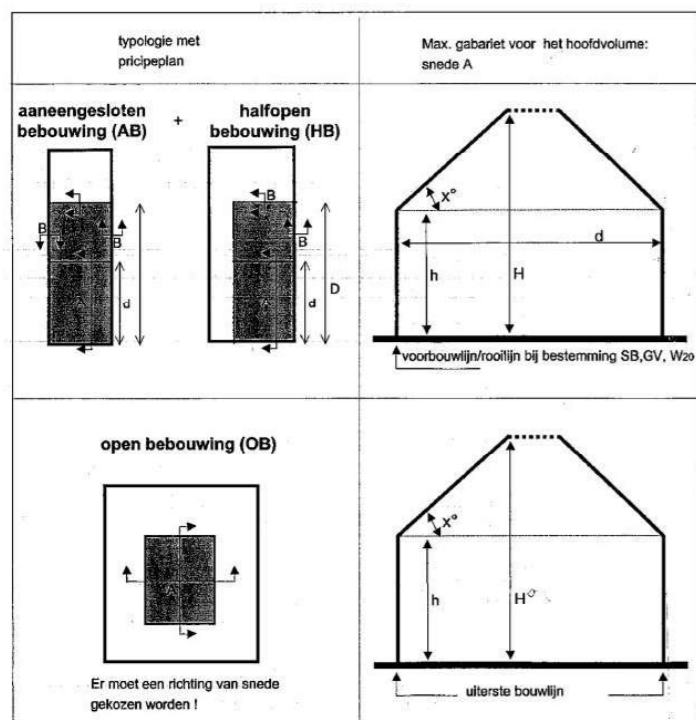 typologie met
pricipeplan
Max. gabariet voor het hoofdvolume:
snede A
aaneengesloten
bebouwing (AB)
+
halfopen
bebouwing (HB)
B
B
A
d
B
B
A
d
D
x°
d
h
H
voorbouwlijn/rooilijn bij bestemming SB,GV, W20
open bebouwing (OB)
A
Er moet een richting van snede
gekozen worden !
x°
h
H
uiterste bouwlijn